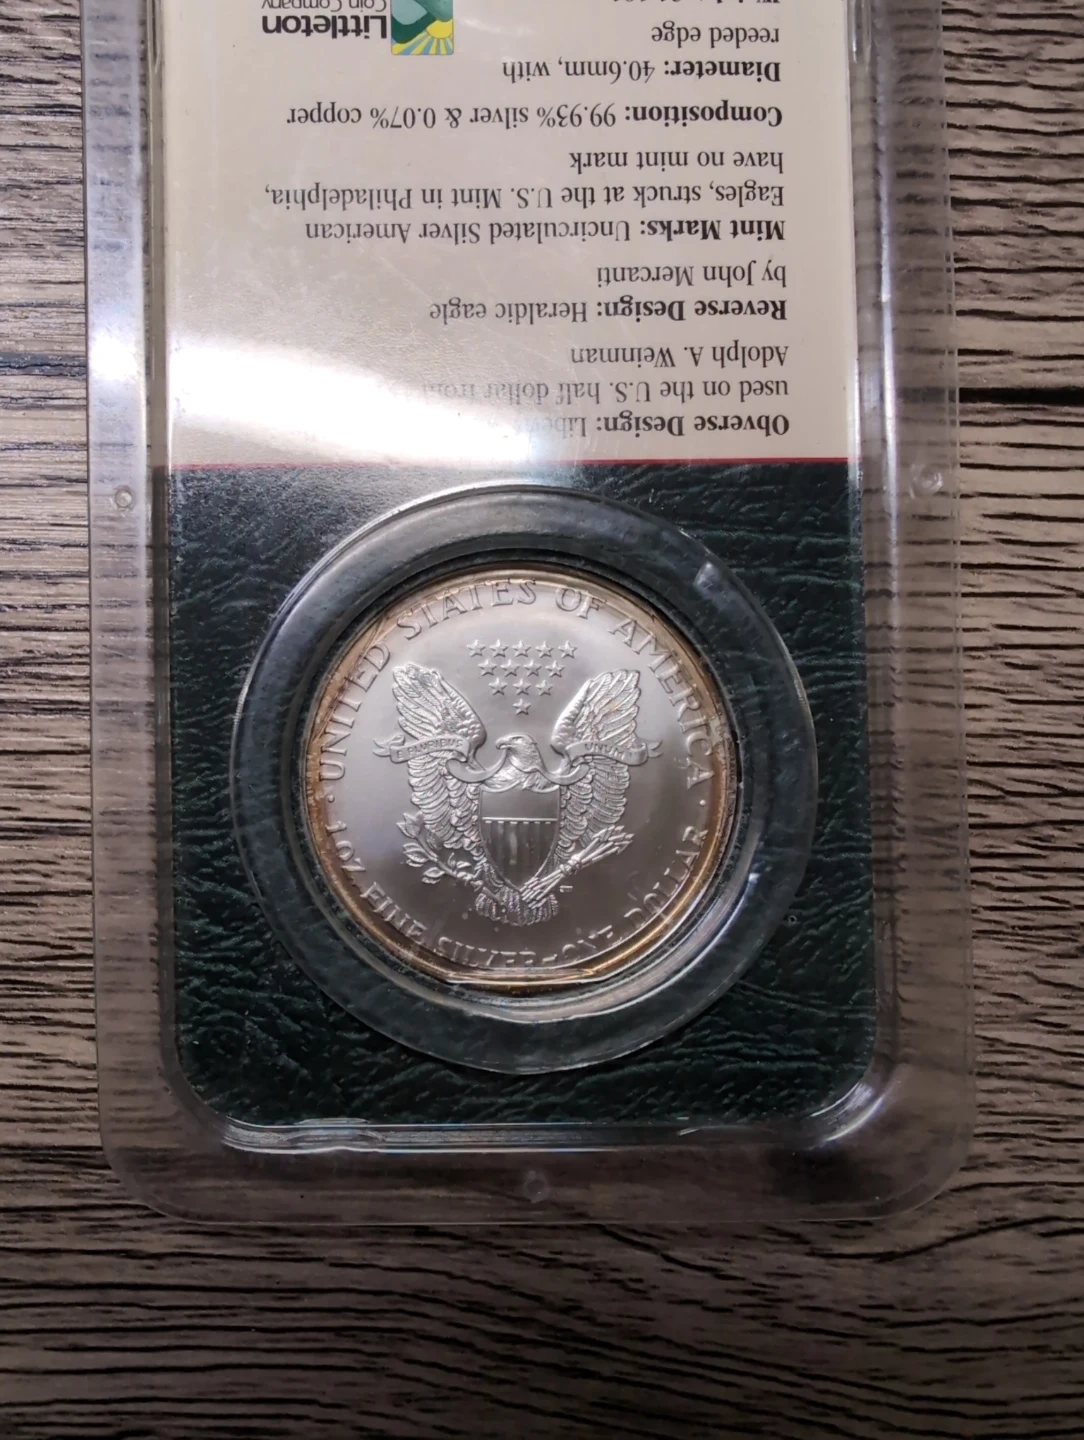 Obverse Design:
used on the U.S. half dollar from
Adolph A. Weinman
Reverse Design: Heraldic eagle
by John Mercanti
Mint Marks: Uncirculated Silver American
Eagles, struck at the U.S. Mint in Philadelphia,
have no mint mark
Composition: 99.93% silver & 0.07% copper
Diameter: 40.6mm, with
reeded edge
Littleton
Coin Company
UNITED STATES OF AMERICA
PLURIBUS UNUM
1 OZ. FINE SILVER~ONE DOLLAR